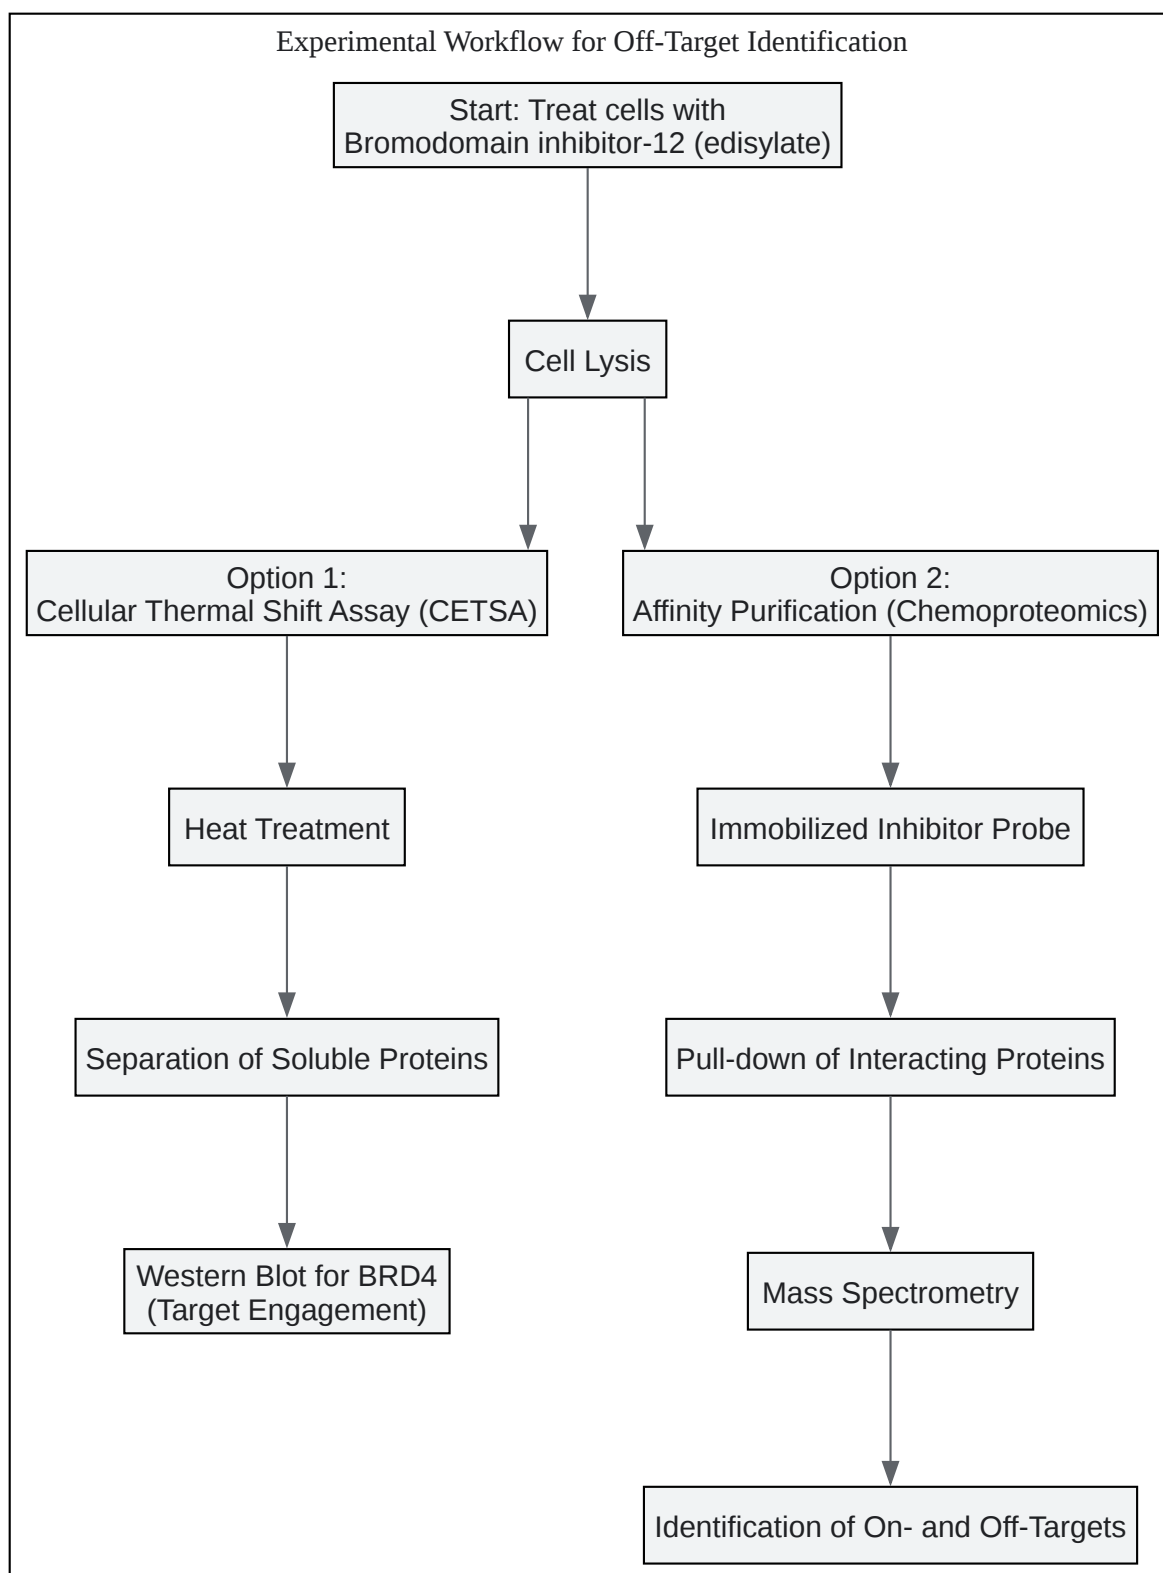 Experimental Workflow for Off-Target Identification
Start: Treat cells with
Bromodomain inhibitor-12 (edisylate)
Cell Lysis
Option 1:
Cellular Thermal Shift Assay (CETSA)
Option 2:
Affinity Purification (Chemoproteomics)
Heat Treatment
Immobilized Inhibitor Probe
Separation of Soluble Proteins
Pull-down of Interacting Proteins
Western Blot for BRD4
(Target Engagement)
Mass Spectrometry
Identification of On- and Off-Targets